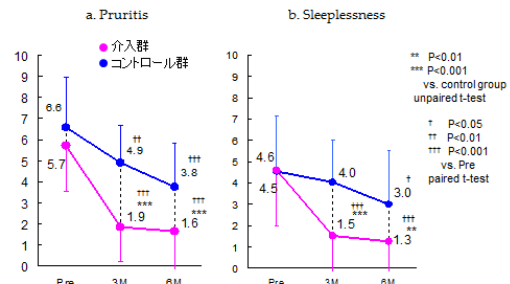 a. Pruritis
b. Sleeplessness
介入群
コントロール群
10
9
8
7
6
5
4
3
2
1
0
6.6
5.7
††
4.9
†††
3.8
†††
***
1.9
†††
***
1.6
Pre
3M
6M
10
9
8
7
6
5
4
3
2
1
0
4.6
4.5
4.0
†
3.0
†††
***
1.5
†††
**
1.3
Pre
3M
6M
** P<0.01
*** P<0.001
vs. control group
unpaired t-test
† P<0.05
†† P<0.01
††† P<0.001
vs. Pre
paired t-test